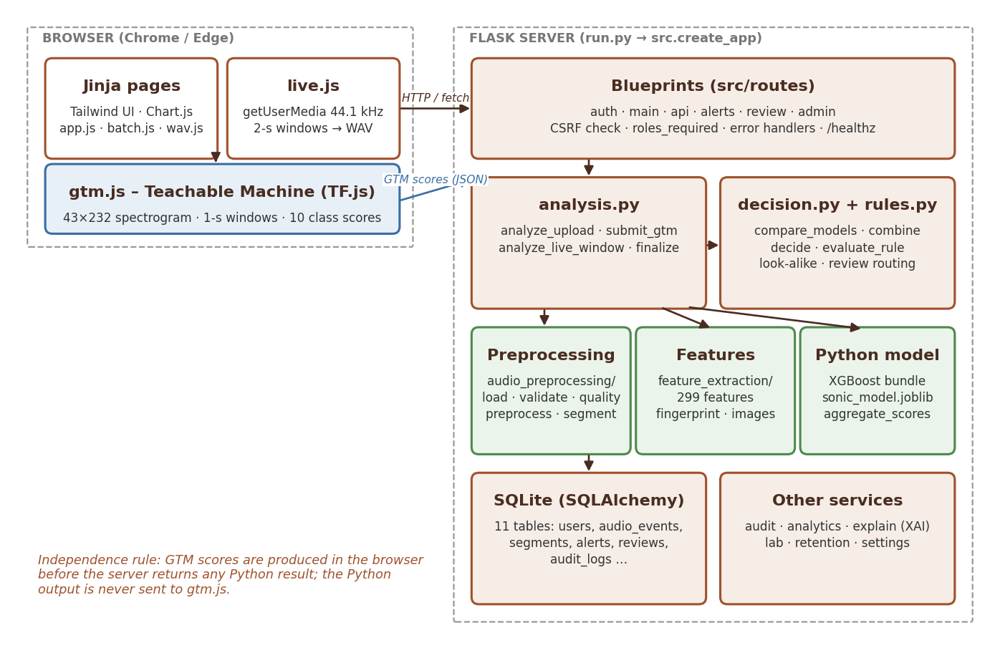 BROWSER (Chrome / Edge)
Jinja pages
Tailwind UI · Chart.js
app.js · batch.js · wav.js
live.js
getUserMedia 44.1 kHz
2-s windows → WAV
gtm.js – Teachable Machine (TF.js)
43×232 spectrogram · 1-s windows · 10 class scores
HTTP / fetch
GTM scores (JSON)
FLASK SERVER (run.py → src.create_app)
Blueprints (src/routes)
auth · main · api · alerts · review · admin
CSRF check · roles_required · error handlers · /healthz
analysis.py
analyze_upload · submit_gtm
analyze_live_window · finalize
decision.py + rules.py
compare_models · combine
decide · evaluate_rule
look-alike · review routing
Preprocessing
audio_preprocessing/
load · validate · quality
preprocess · segment
Features
feature_extraction/
299 features
fingerprint · images
Python model
XGBoost bundle
sonic_model.joblib
aggregate_scores
SQLite (SQLAlchemy)
11 tables: users, audio_events,
segments, alerts, reviews,
audit_logs ...
Other services
audit · analytics · explain (XAI)
lab · retention · settings
Independence rule: GTM scores are produced in the browser
before the server returns any Python result; the Python
output is never sent to gtm.js.